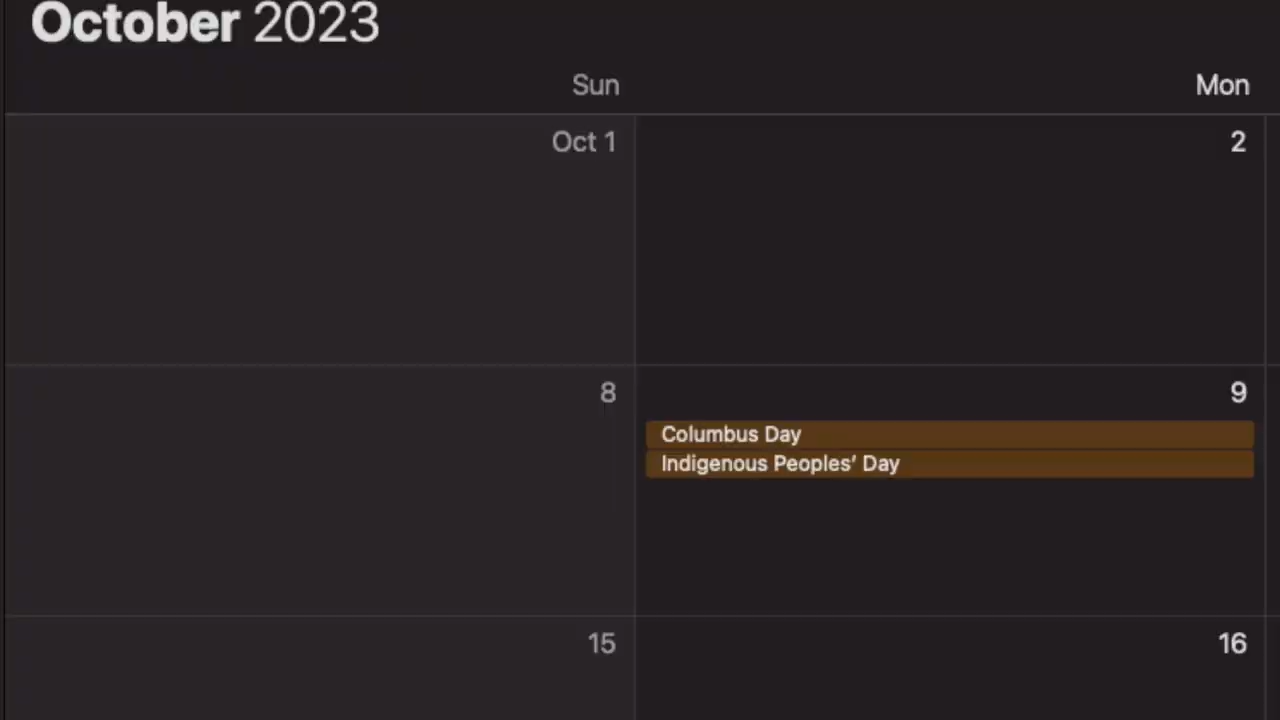 October 2023
Sun Mon
Oct 1 2
8 9
Columbus Day
Indigenous Peoples’ Day
15 16